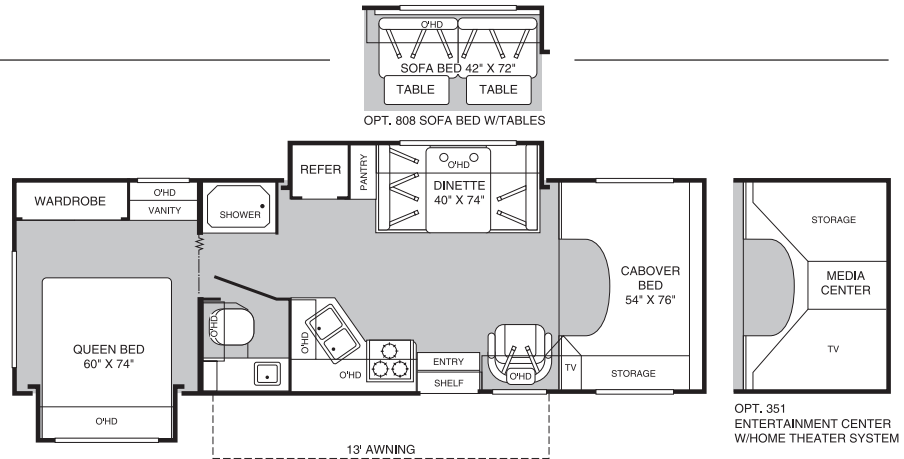 O'HD
SOFA BED 42" X 72"
TABLE
TABLE
OPT. 808 SOFA BED W/TABLES
REFER
PANTRY
O'HD
DINETTE
40" X 74"
WARDROBE
O'HD
VANITY
SHOWER
CABOVER
BED
54" X 76"
STORAGE
MEDIA
CENTER
TV
QUEEN BED
60" X 74"
O'HD
O'HD
O'HD
O'HD
ENTRY
SHELF
O'HD
TV
STORAGE
13' AWNING
OPT. 351
ENTERTAINMENT CENTER
W/HOME THEATER SYSTEM